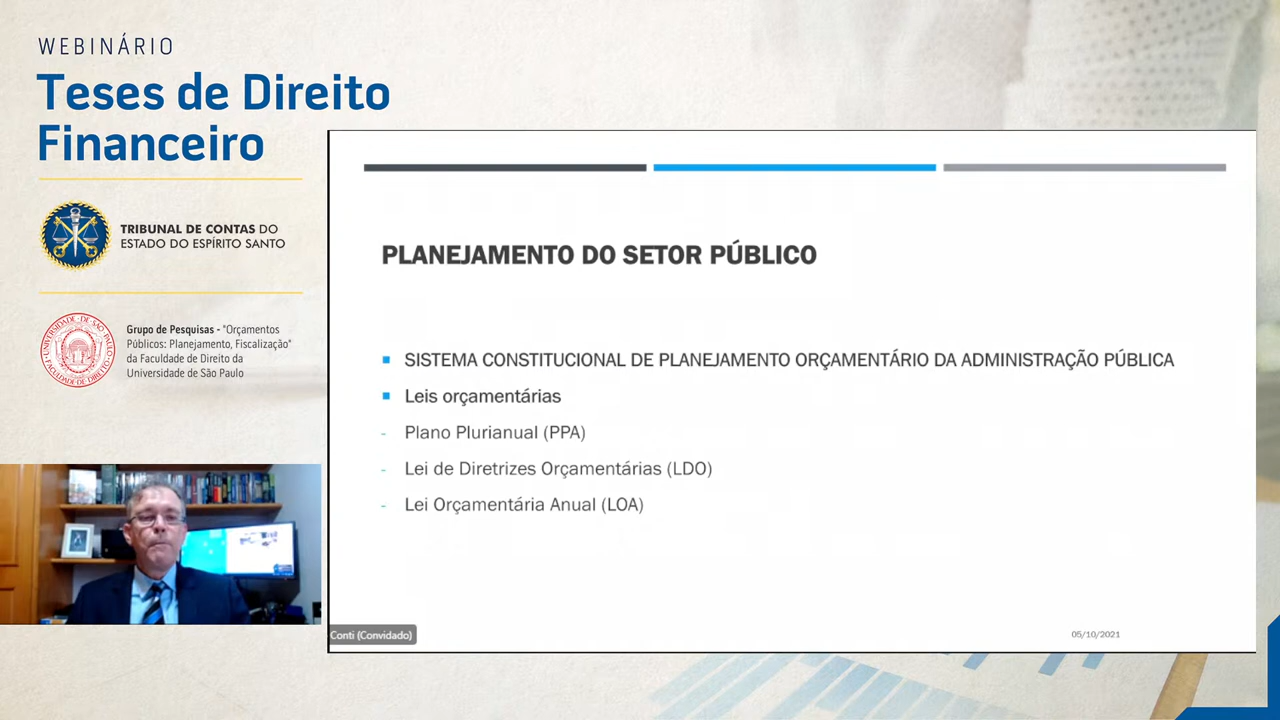 WEBINÁRIO
Teses de Direito
Financeiro
TRIBUNAL DE CONTAS DO
ESTADO DO ESPÍRITO SANTO
Grupo de Pesquisas - "Orçamentos
Públicos: Planejamento, Fiscalização"
da Faculdade de Direito da
Universidade de São Paulo
PLANEJAMENTO DO SETOR PÚBLICO
SISTEMA CONSTITUCIONAL DE PLANEJAMENTO ORÇAMENTÁRIO DA ADMINISTRAÇÃO PÚBLICA
Leis orçamentárias
- Plano Plurianual (PPA)
- Lei de Diretrizes Orçamentárias (LDO)
- Lei Orçamentária Anual (LOA)
Conti (Convidado)
05/10/2021